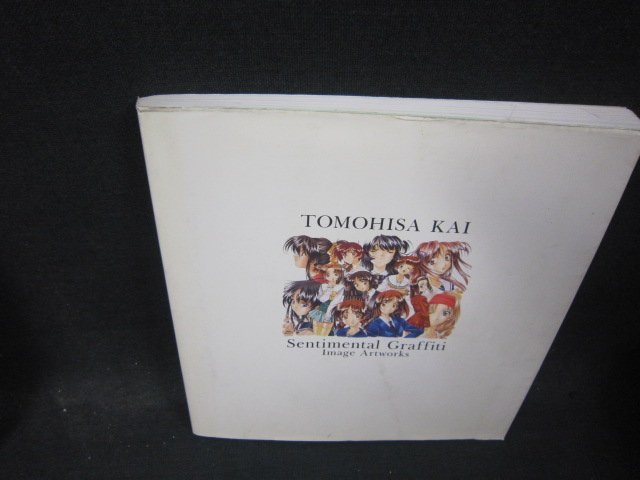 TOMOHISA KAI
Sentimental Graffiti
Image Artworks